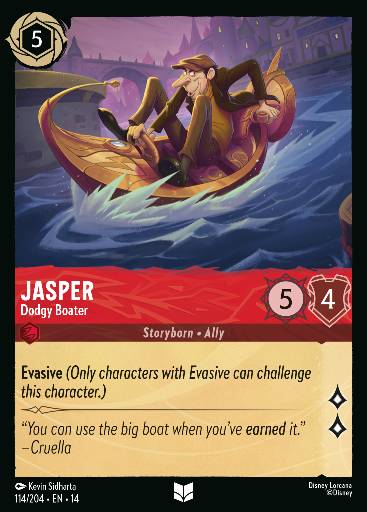 5
JASPER
Dodgy Boater
5
4
Storyborn • Ally
Evasive (Only characters with Evasive can challenge
this character.)
“You can use the big boat when you’ve earned it.”
–Cruella
Kevin Sidharta
114/204 • EN • 14
Disney Lorcana
©Disney